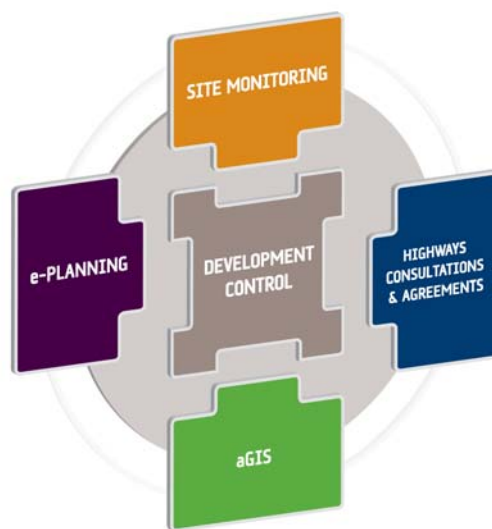 SITE MONITORING
e-PLANNING
DEVELOPMENT
CONTROL
HIGHWAYS
CONSULTATIONS
& AGREEMENTS
aGIS